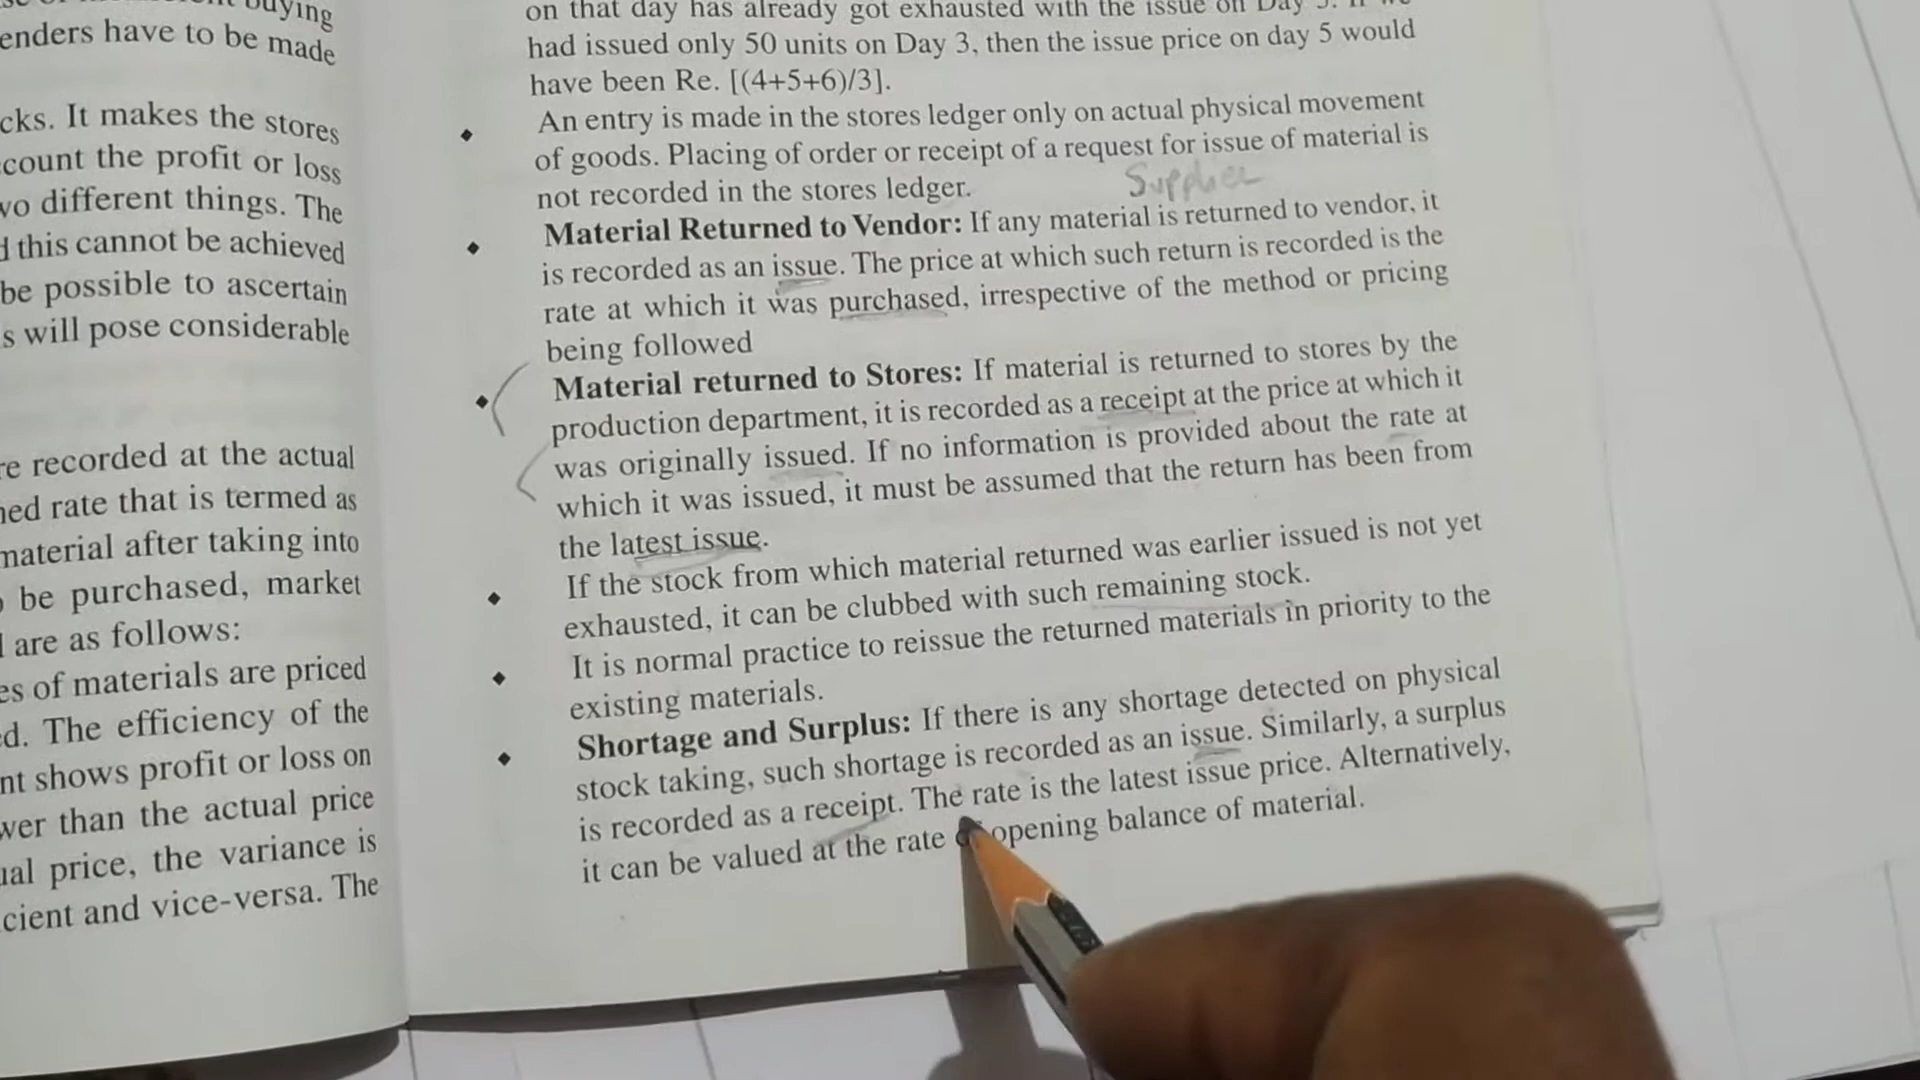 buying
enders have to be made
cks. It makes the stores
count the profit or loss
vo different things. The
d this cannot be achieved
be possible to ascertain
s will pose considerable
re recorded at the actual
ned rate that is termed as
material after taking into
be purchased, market
are as follows:
es of materials are priced
d. The efficiency of the
nt shows profit or loss on
wer than the actual price
ual price, the variance is
cient and vice-versa. The
on that day has already got exhausted with the issue on Day
had issued only 50 units on Day 3, then the issue price on day 5 would
have been Re. [(4+5+6)/3].
♦ An entry is made in the stores ledger only on actual physical movement
of goods. Placing of order or receipt of a request for issue of material is
not recorded in the stores ledger.
Supplier
♦ Material Returned to Vendor: If any material is returned to vendor, it
is recorded as an issue. The price at which such return is recorded is the
rate at which it was purchased, irrespective of the method or pricing
being followed
♦ Material returned to Stores: If material is returned to stores by the
production department, it is recorded as a receipt at the price at which it
was originally issued. If no information is provided about the rate at
which it was issued, it must be assumed that the return has been from
the latest issue.
♦ If the stock from which material returned was earlier issued is not yet
exhausted, it can be clubbed with such remaining stock.
♦ It is normal practice to reissue the returned materials in priority to the
existing materials.
♦ Shortage and Surplus: If there is any shortage detected on physical
stock taking, such shortage is recorded as an issue. Similarly, a surplus
is recorded as a receipt. The rate is the latest issue price. Alternatively,
it can be valued at the rate opening balance of material.